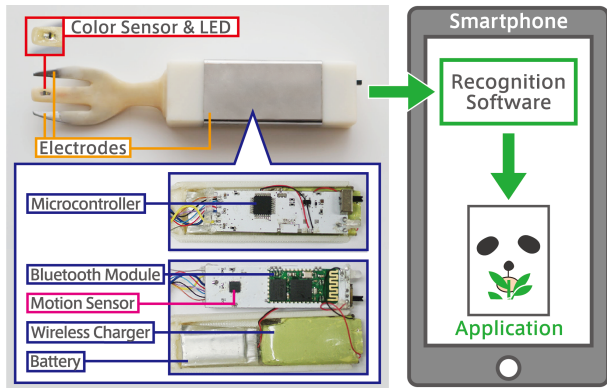 Color Sensor & LED
Electrodes
Microcontroller
Bluetooth Module
Motion Sensor
Wireless Charger
Battery
Smartphone
Recognition
Software
Application